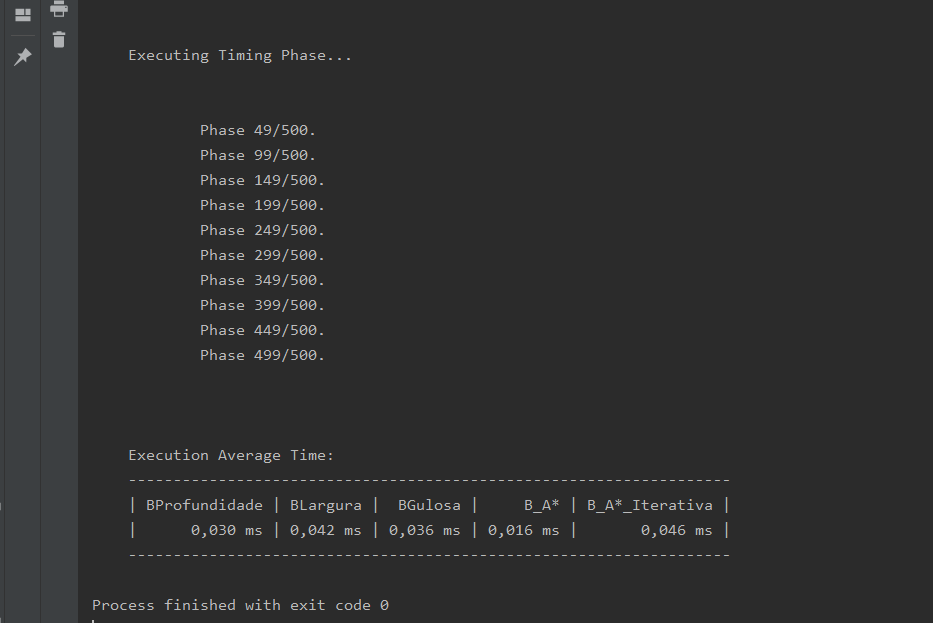 Executing Timing Phase...
Phase 49/500.
Phase 99/500.
Phase 149/500.
Phase 199/500.
Phase 249/500.
Phase 299/500.
Phase 349/500.
Phase 399/500.
Phase 449/500.
Phase 499/500.
Execution Average Time:
-------------------------------------------------------------------
| BProfundidade | BLargura |  BGulosa |     B_A* | B_A*_Iterativa |
|      0,030 ms | 0,042 ms | 0,036 ms | 0,016 ms |       0,046 ms |
-------------------------------------------------------------------
Process finished with exit code 0